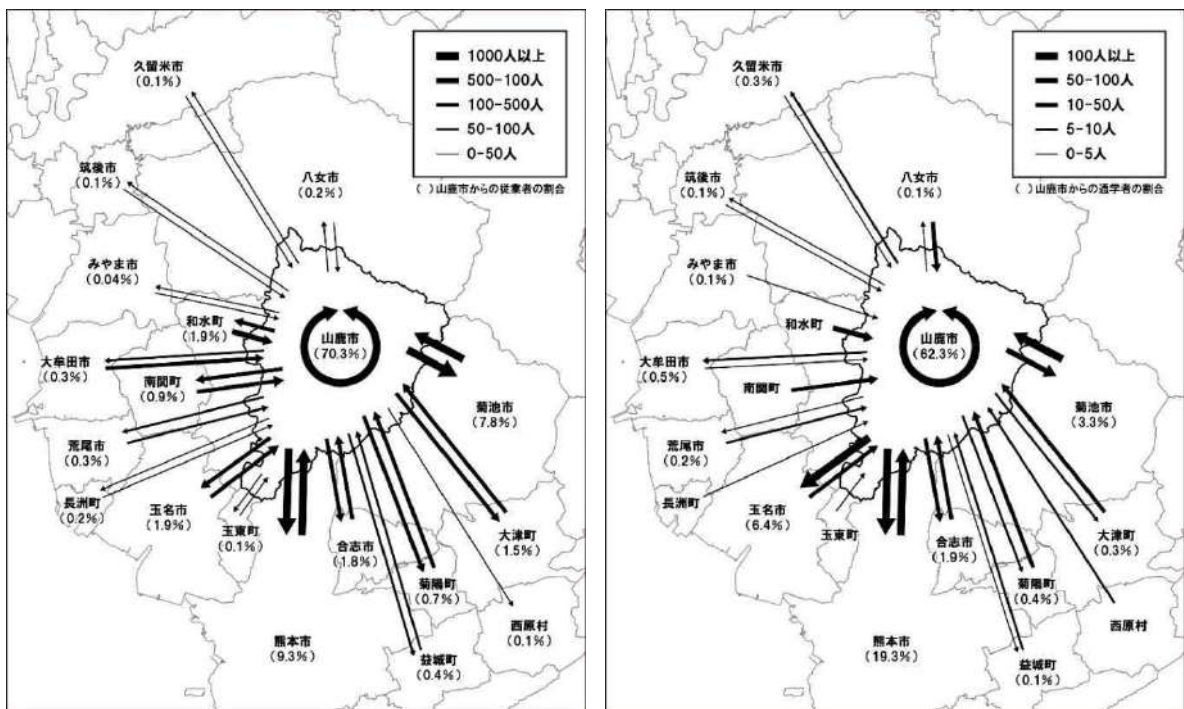 1000人以上
500-100人
100-500人
50-100人
0-50人
( )山鹿市からの従業者の割合
久留米市
(0.1%)
筑後市
(0.1%)
八女市
(0.2%)
みやま市
(0.04%)
和水町
(1.9%)
山鹿市
(70.3%)
大牟田市
(0.3%)
南関町
(0.9%)
菊池市
(7.8%)
荒尾市
(0.3%)
長洲町
(0.2%)
玉名市
(1.9%)
玉東町
(0.1%)
合志市
(1.8%)
大津町
(1.5%)
菊陽町
(0.7%)
西原村
(0.1%)
熊本市
(9.3%)
益城町
(0.4%)
100人以上
50-100人
10-50人
5-10人
0-5人
( )山鹿市からの通学者の割合
久留米市
(0.3%)
筑後市
(0.1%)
八女市
(0.1%)
みやま市
(0.1%)
和水町
山鹿市
(62.3%)
大牟田市
(0.5%)
南関町
菊池市
(3.3%)
荒尾市
(0.2%)
長洲町
玉名市
(6.4%)
玉東町
合志市
(1.9%)
大津町
(0.3%)
菊陽町
(0.4%)
西原村
熊本市
(19.3%)
益城町
(0.1%)